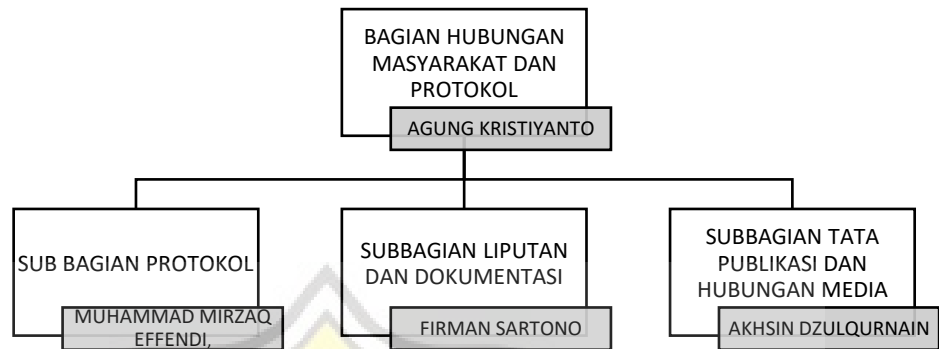 BAGIAN HUBUNGAN
MASYARAKAT DAN
PROTOKOL
AGUNG KRISTIYANTO
SUB BAGIAN PROTOKOL
MUHAMMAD MIRZAQ
EFFENDI,
SUBBAGIAN LIPUTAN
DAN DOKUMENTASI
FIRMAN SARTONO
SUBBAGIAN TATA
PUBLIKASI DAN
HUBUNGAN MEDIA
AKHSIN DZULQURNAIN